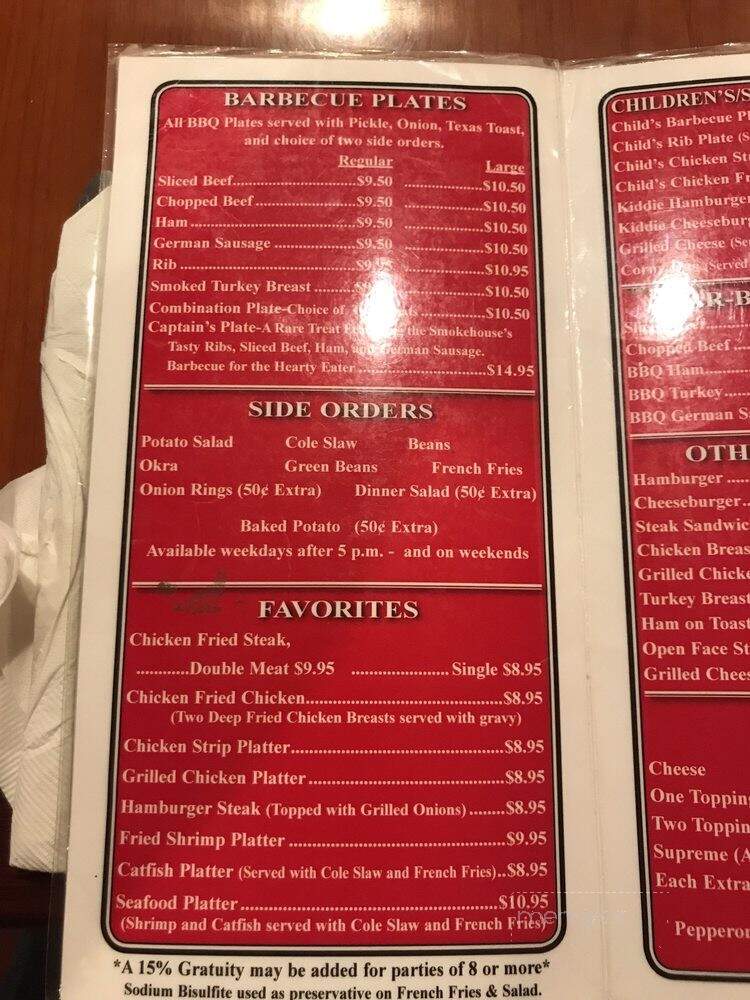 BARBECUE PLATES
All BBQ Plates served with Pickle, Onion, Texas Toast,
and choice of two side orders.
Regular Large
Sliced Beef....................$9.50 ....................$10.50
Chopped Beef....................$9.50 ....................$10.50
Ham....................$9.50 ....................$10.50
German Sausage ....................$9.50 ....................$10.50
Rib ....................$9.95 ....................$10.95
Smoked Turkey Breast .................... ....................$10.50
Combination Plate-Choice of ....................$10.50
Captain's Plate-A Rare Treat the Smokehouse's
Tasty Ribs, Sliced Beef, Ham, and German Sausage.
Barbecue for the Hearty Eater....................$14.95
SIDE ORDERS
Potato Salad Cole Slaw Beans
Okra Green Beans French Fries
Onion Rings (50¢ Extra) Dinner Salad (50¢ Extra)
Baked Potato (50¢ Extra)
Available weekdays after 5 p.m. - and on weekends
FAVORITES
Chicken Fried Steak,
............Double Meat $9.95 ...................... Single $8.95
Chicken Fried Chicken....................$8.95
(Two Deep Fried Chicken Breasts served with gravy)
Chicken Strip Platter....................$8.95
Grilled Chicken Platter ....................$8.95
Hamburger Steak (Topped with Grilled Onions) ........$8.95
Fried Shrimp Platter ....................$9.95
Catfish Platter (Served with Cole Slaw and French Fries)..$8.95
Seafood Platter....................$10.95
(Shrimp and Catfish served with Cole Slaw and French Fries)
*A 15% Gratuity may be added for parties of 8 or more*
Sodium Bisulfite used as preservative on French Fries & Salad.
CHILDREN'S/S
Child's Barbecue Pl
Child's Rib Plate (S
Child's Chicken St
Child's Chicken Fr
Kiddie Hamburger
Kiddie Cheesebur
Grilled Cheese (Se
Corn (Served
R-B
Chopped Beef ...
BBQ Ham.........
BBQ Turkey.....
BBQ German S
OTH
Hamburger .....
Cheeseburger..
Steak Sandwic
Chicken Breas
Grilled Chicke
Turkey Breast
Ham on Toast
Open Face St
Grilled Chees
Cheese
One Topping
Two Toppin
Supreme (A
Each Extra
Pepperon